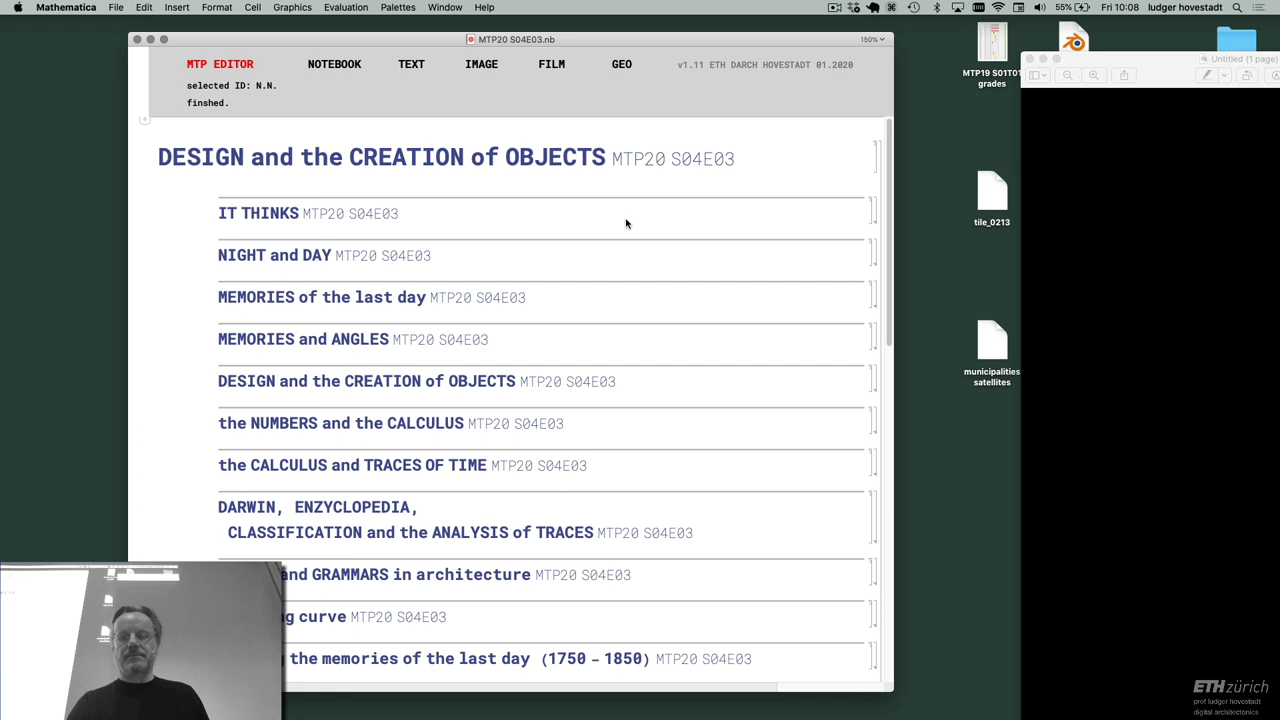 Mathematica File Edit Insert Format Cell Graphics Evaluation Palettes Window Help 55% Fri 10:08 ludger hovestadt
MTP20 S04E03.nb 150%
MTP EDITOR NOTEBOOK TEXT IMAGE FILM GEO v1.11 ETH DARCH HOVESTADT 01.2020
selected ID: N.N.
finshed.
DESIGN and the CREATION of OBJECTS MTP20 S04E03
IT THINKS MTP20 S04E03
NIGHT and DAY MTP20 S04E03
MEMORIES of the last day MTP20 S04E03
MEMORIES and ANGLES MTP20 S04E03
DESIGN and the CREATION of OBJECTS MTP20 S04E03
the NUMBERS and the CALCULUS MTP20 S04E03
the CALCULUS and TRACES OF TIME MTP20 S04E03
DARWIN, ENZYCLOPEDIA,
CLASSIFICATION and the ANALYSIS of TRACES MTP20 S04E03
and GRAMMARS in architecture MTP20 S04E03
curve MTP20 S04E03
the memories of the last day (1750 - 1850) MTP20 S04E03
MTP19 S01T01
grades
tile_0213
municipalities
satellites
Untitled (1 page)
ETH zürich
prof ludger hovestadt
digital architectonics